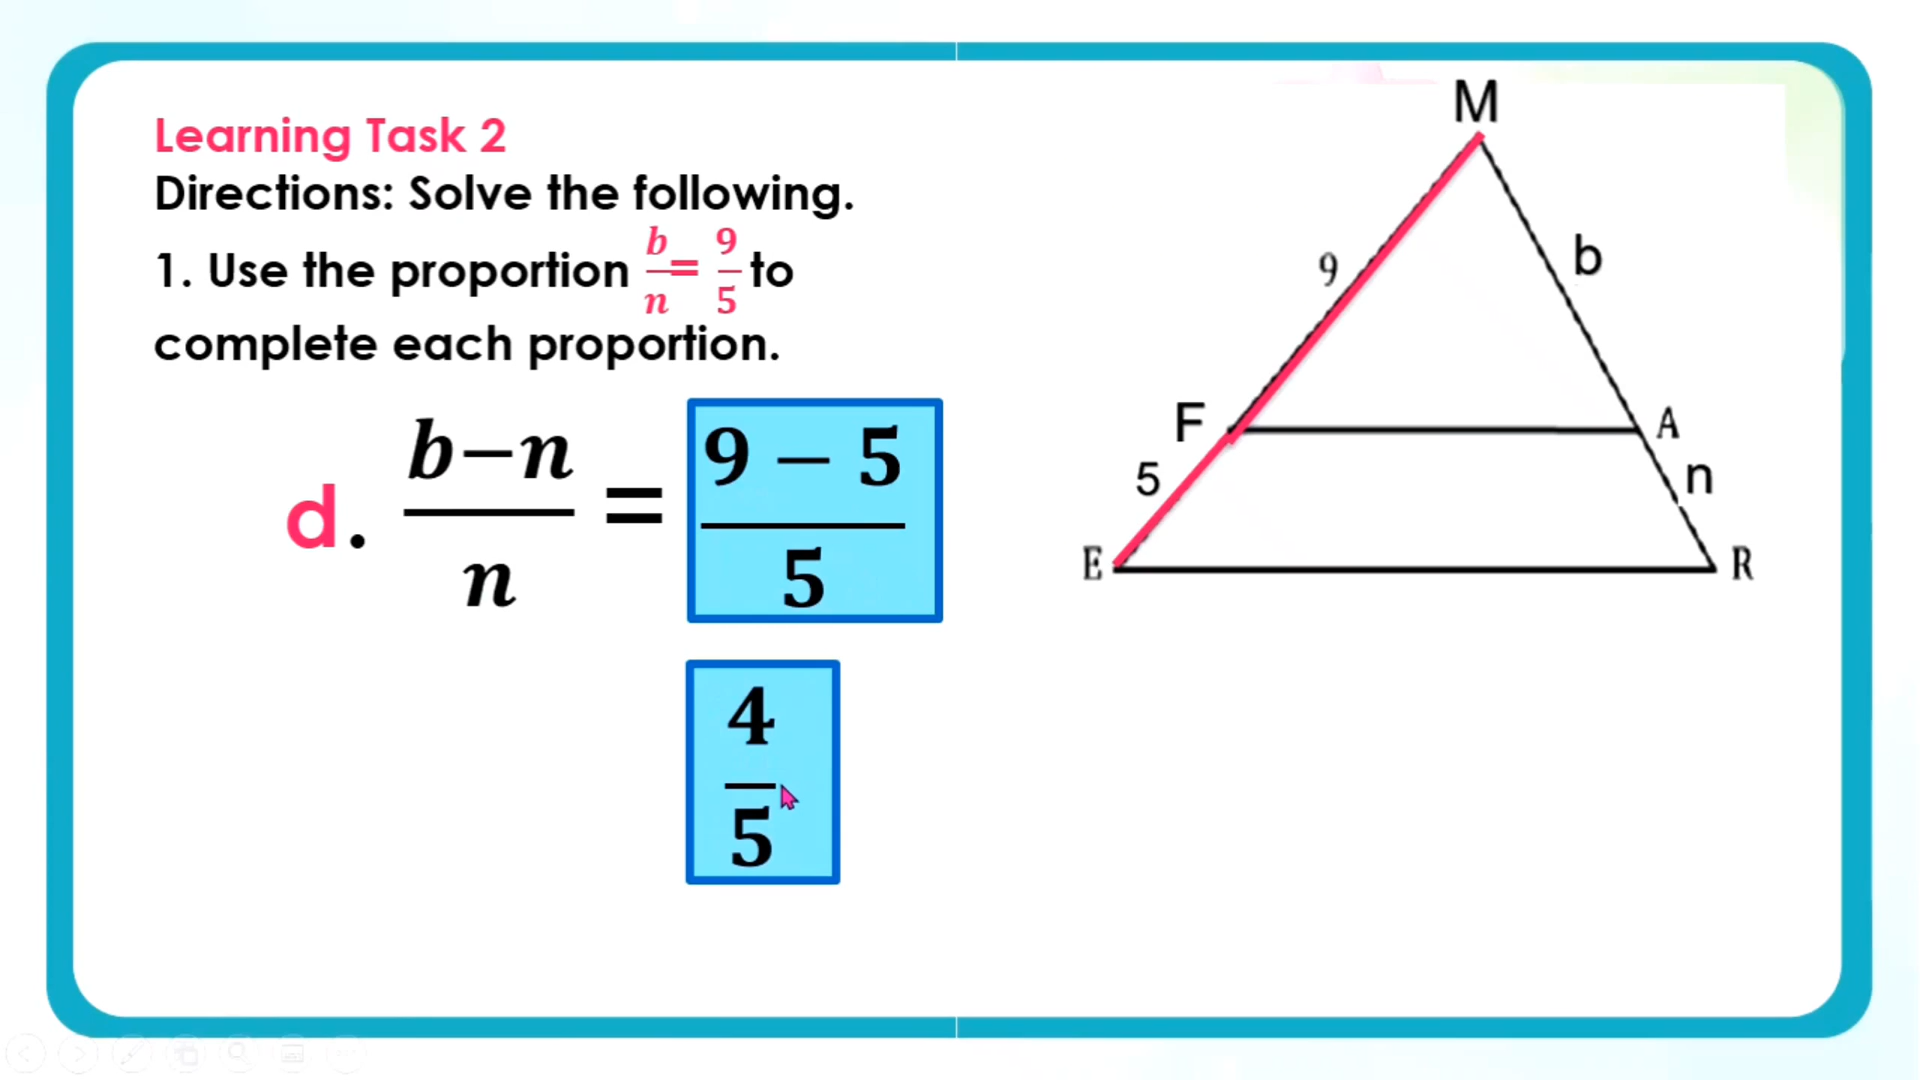 Learning Task 2
Directions: Solve the following.
1. Use the proportion b/n = 9/5 to
complete each proportion.
d. b−n/n = 9 − 5/5
4/5
M
9
b
F
A
5
n
E
R